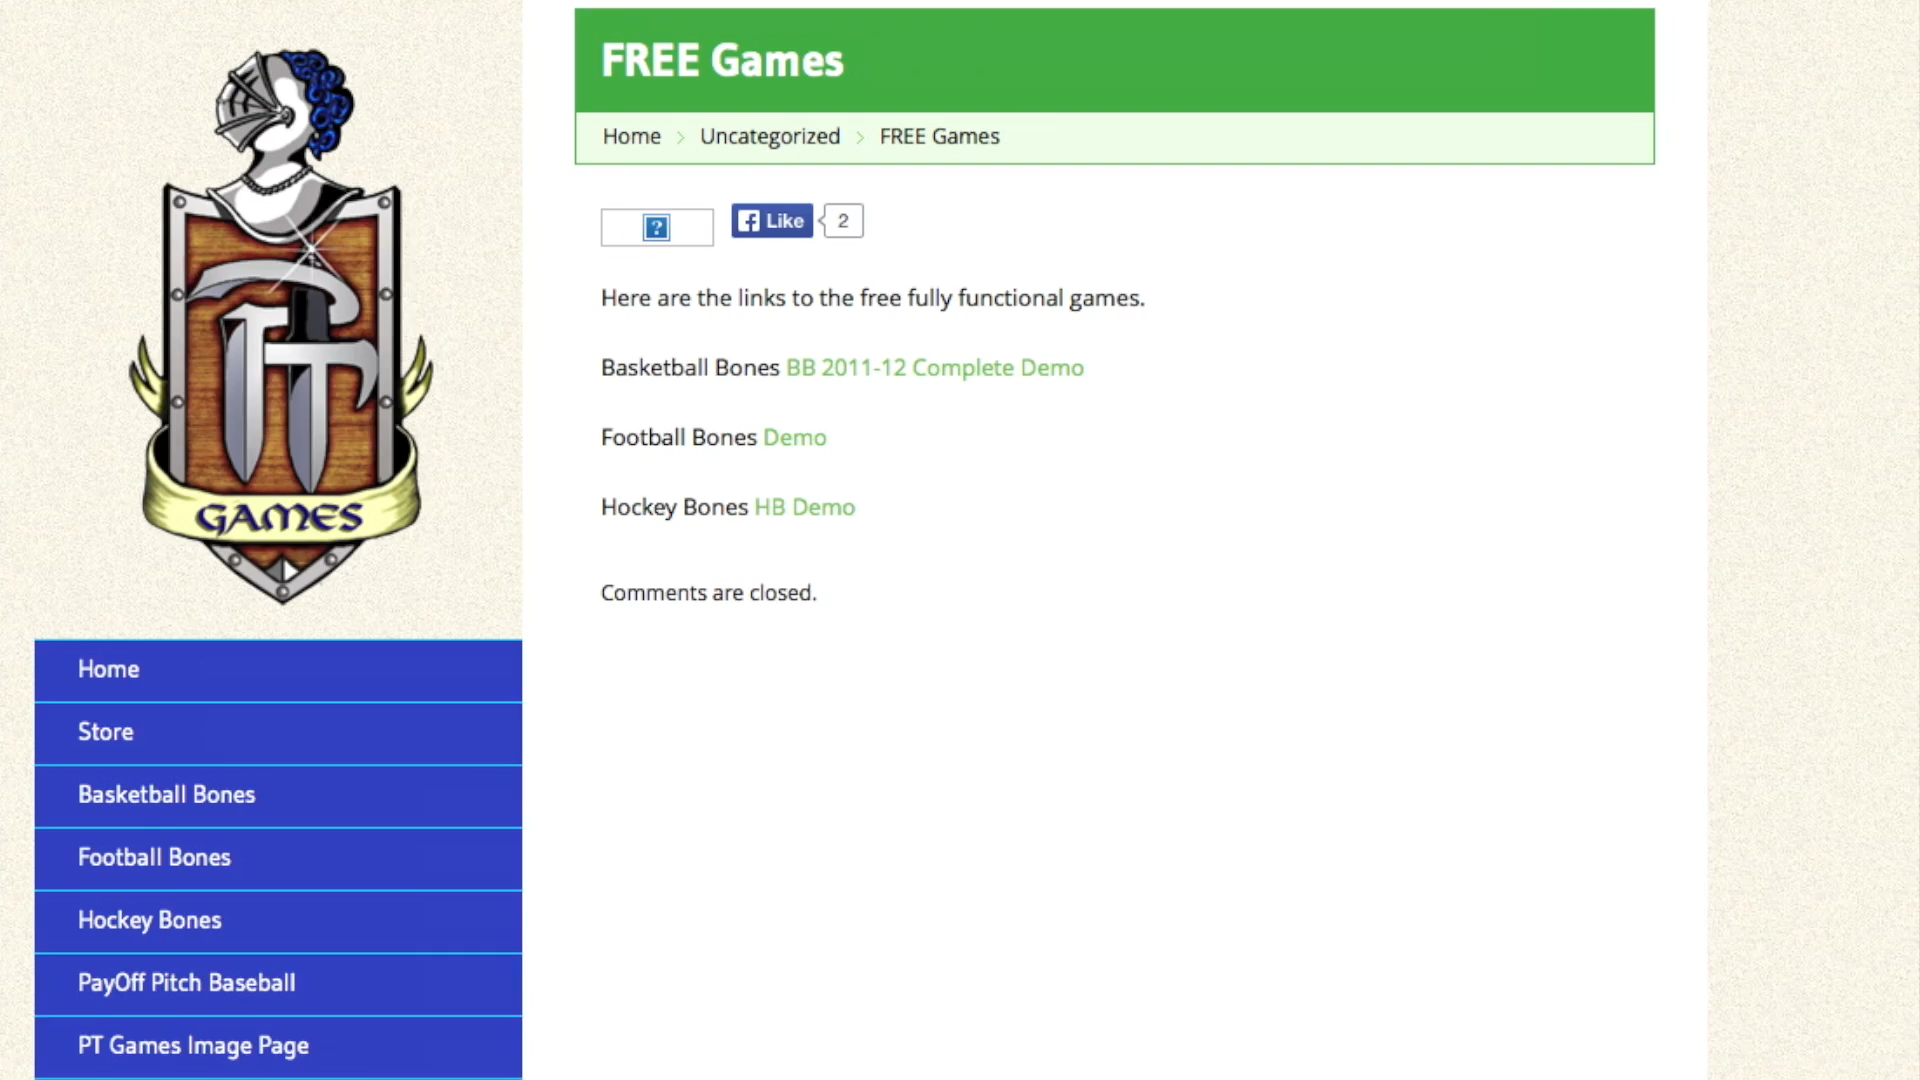 FREE Games
Home > Uncategorized > FREE Games
? Like 2
Here are the links to the free fully functional games.
Basketball Bones BB 2011-12 Complete Demo
Football Bones Demo
Hockey Bones HB Demo
Comments are closed.
PT
GAMES
Home
Store
Basketball Bones
Football Bones
Hockey Bones
PayOff Pitch Baseball
PT Games Image Page